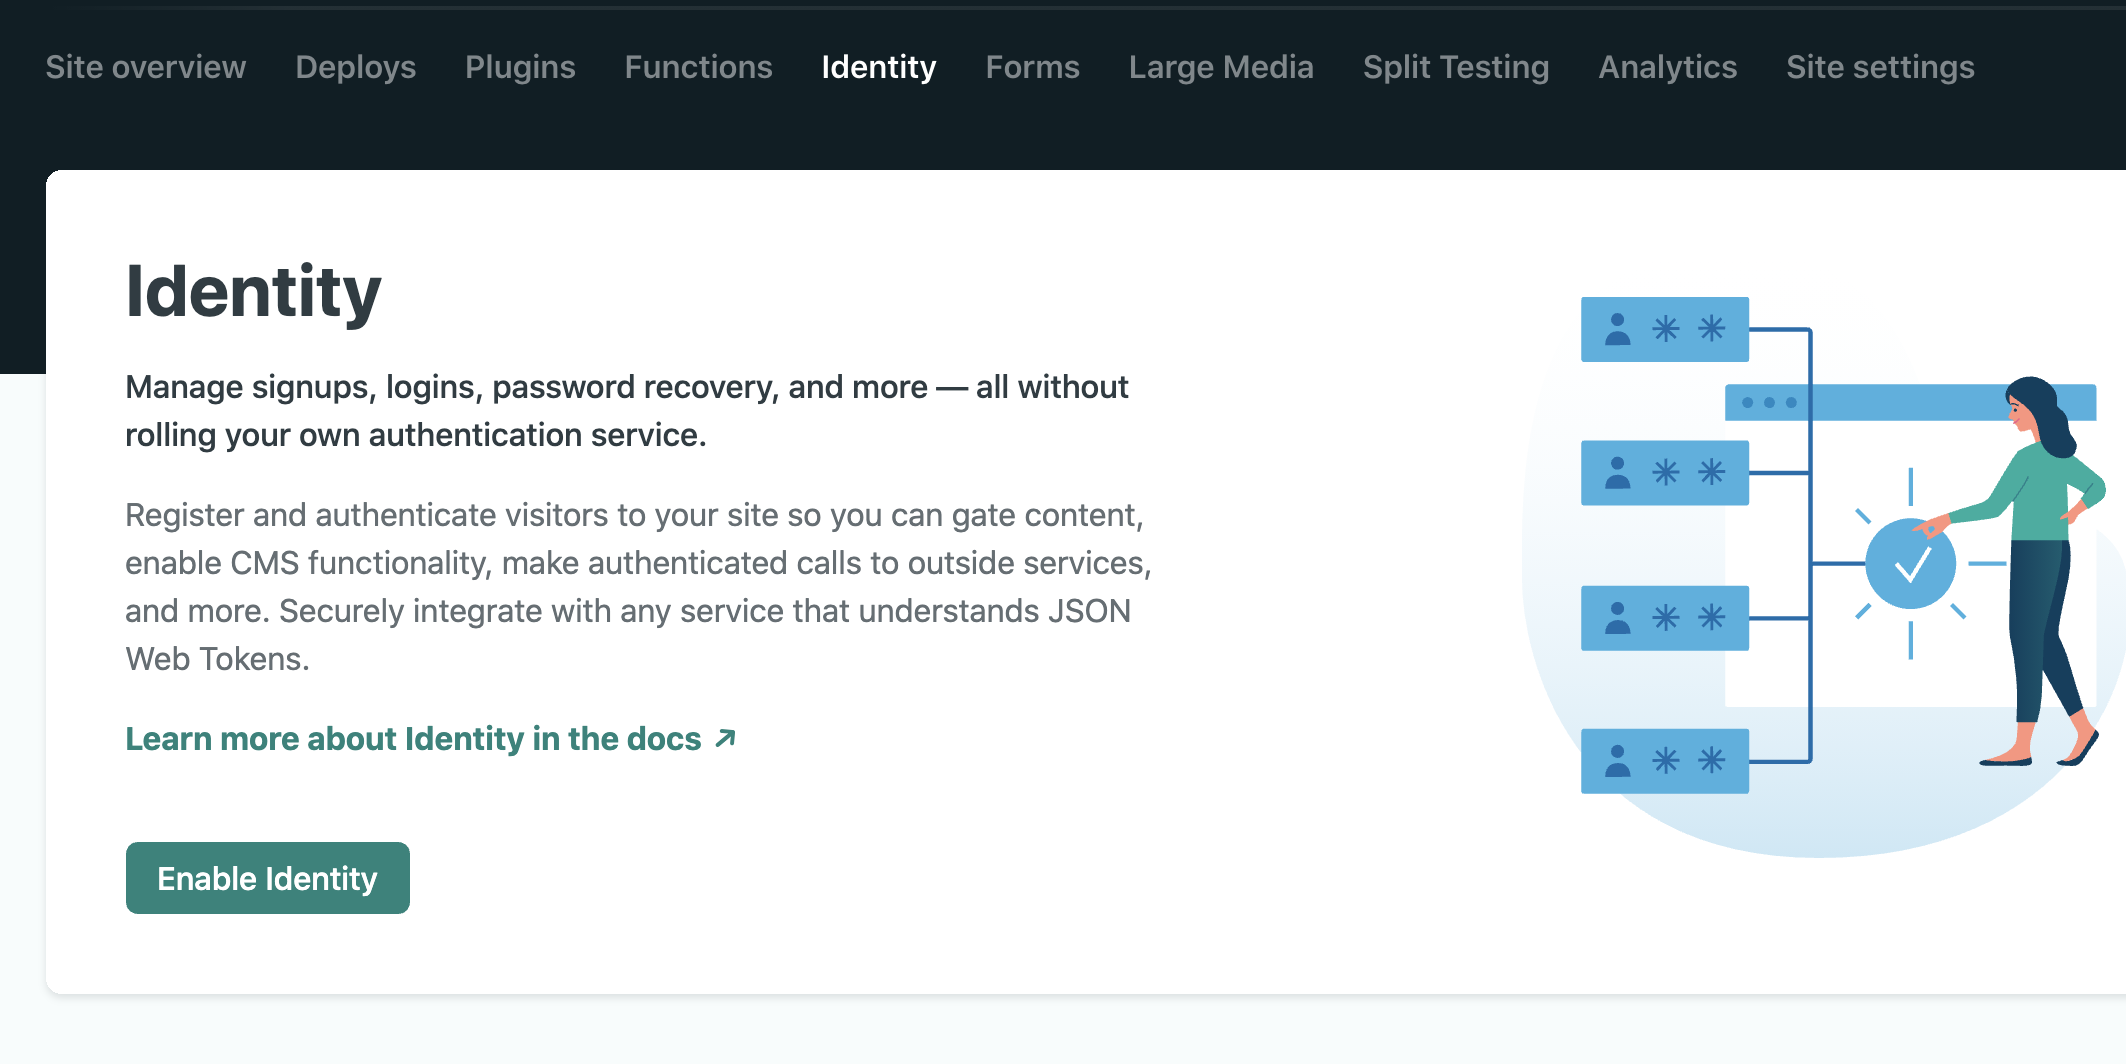 Site overview Deploys Plugins Functions Identity Forms Large Media Split Testing Analytics Site settings
Identity
Manage signups, logins, password recovery, and more — all without
rolling your own authentication service.
Register and authenticate visitors to your site so you can gate content,
enable CMS functionality, make authenticated calls to outside services,
and more. Securely integrate with any service that understands JSON
Web Tokens.
Learn more about Identity in the docs ↗
Enable Identity